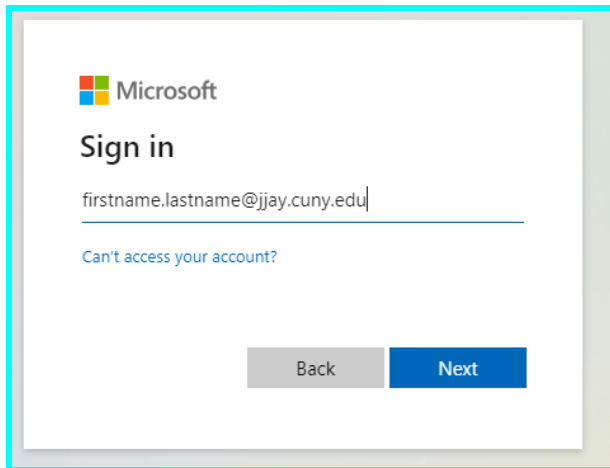 Microsoft
Sign in
firstname.lastname@jjay.cuny.edu
Can't access your account?
Back Next